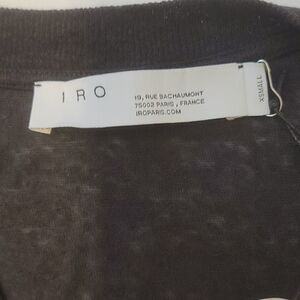 IRO
19, RUE BACHAUMONT
75002 PARIS, FRANCE
IROPARIS.COM
XSMALL